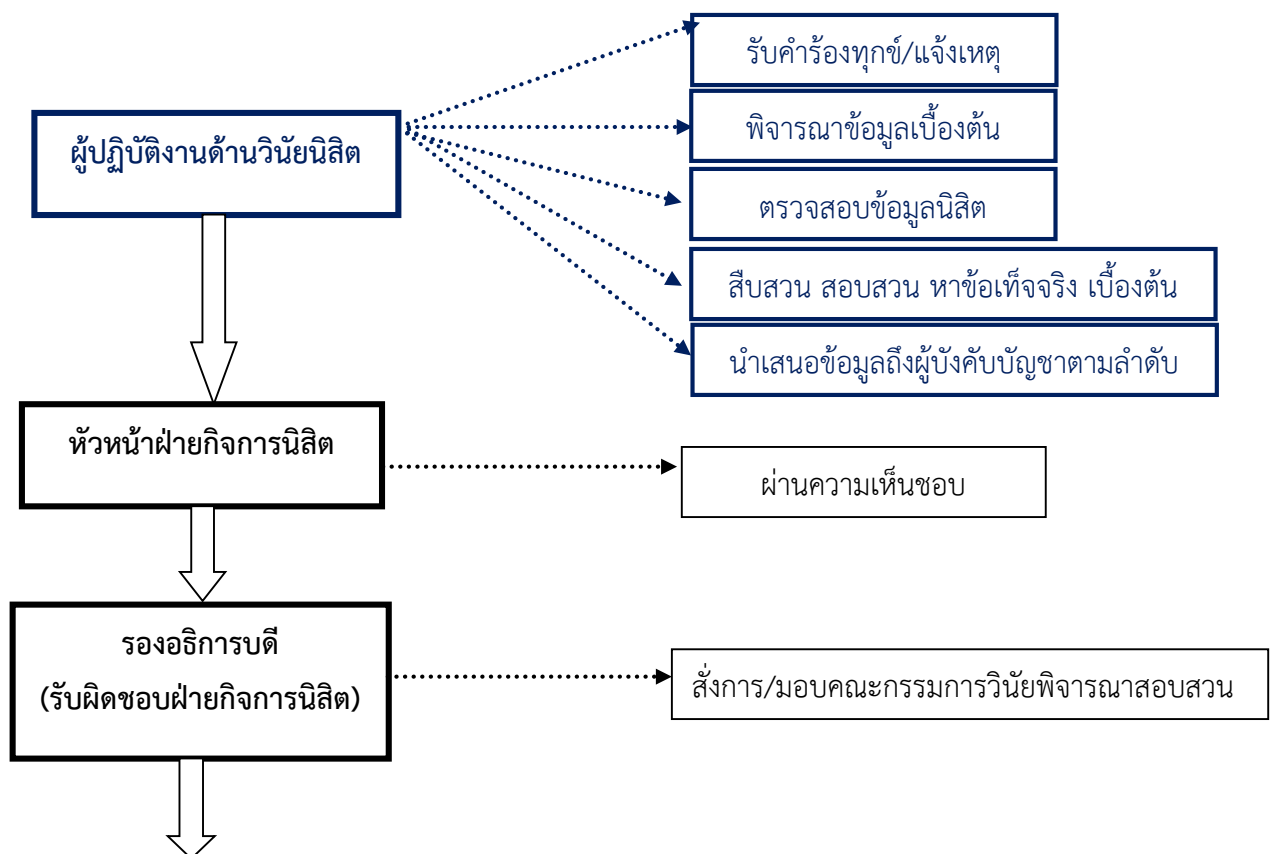 รับคำร้องทุกข์/แจ้งเหตุ
ผู้ปฏิบัติงานด้านวินัยนิสิต
พิจารณาข้อมูลเบื้องต้น
ตรวจสอบข้อมูลนิสิต
สืบสวน สอบสวน หาข้อเท็จจริง เบื้องต้น
นำเสนอข้อมูลถึงผู้บังคับบัญชาตามลำดับ
หัวหน้าฝ่ายกิจการนิสิต
ผ่านความเห็นชอบ
รองอธิการบดี
(รับผิดชอบฝ่ายกิจการนิสิต)
สั่งการ/มอบคณะกรรมการวินัยพิจารณาสอบสวน